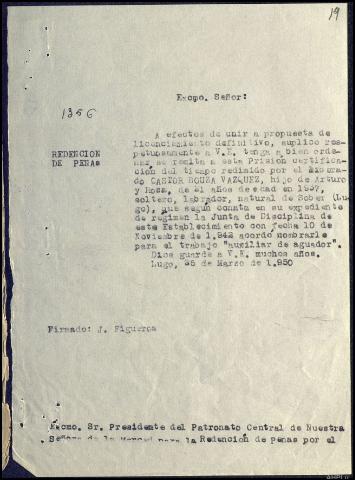 19
Excmo. Señor:
1356
A efectos de unir a propuesta de
licenciamiento definitivo, suplico res-
petuosamente a V.E. tenga a bien orde-
nar se remita a esta Prisión certifica-
REDENCION
DE PENAS
ción del tiempo redimido por el
CASTOR SOUSA VAZQUEZ, hijo de Arturo
y Rosa, de 21 años de edad en 1937,
soltero, labrador, natural de Sober (Lu-
go), que según consta en su expediente
de régimen la Junta de Disciplina de
este Establecimiento con fecha 10 de
Noviembre de 1.942 acordó nombrarle
para el trabajo "auxiliar de aguador".
Dios guarde a V.E. muchos años.
Lugo, de Marzo de 1.950
Firmado: J. Figueroa
Excmo. Sr. Presidente del Patronato Central de Nuestra
Señora de la Merced para la Redención de penas por el